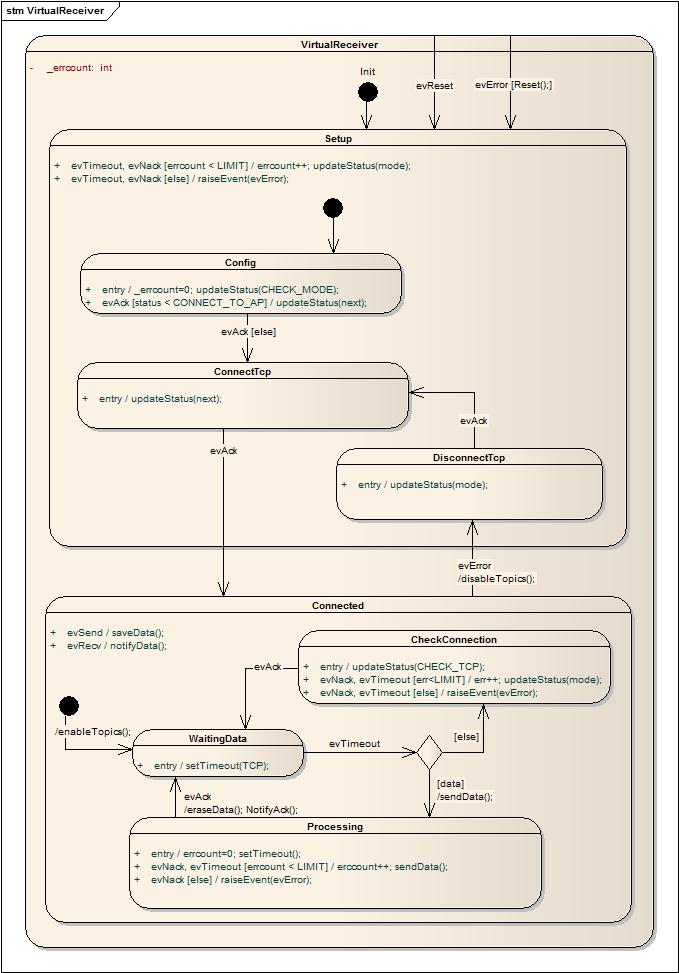 stm VirtualReceiver
VirtualReceiver
- _errcount: int
Init
evReset
evError [Reset();]
Setup
+ evTimeout, evNack [errcount < LIMIT] / errcount++; updateStatus(mode);
+ evTimeout, evNack [else] / raiseEvent(evError);
Config
+ entry / _errcount=0; updateStatus(CHECK_MODE);
+ evAck [status < CONNECT_TO_AP] / updateStatus(next);
evAck [else]
ConnectTcp
+ entry / updateStatus(next);
evAck
evAck
DisconnectTcp
+ entry / updateStatus(mode);
evError
/disableTopics();
Connected
+ evSend / saveData();
+ evRecv / notifyData();
CheckConnection
+ entry / updateStatus(CHECK_TCP);
+ evNack, evTimeout [err<LIMIT] / err++; updateStatus(mode);
+ evNack, evTimeout [else] / raiseEvent(evError);
evAck
/enableTopics();
WaitingData
+ entry / setTimeout(TCP);
evTimeout
[else]
[data]
/sendData();
evAck
/eraseData(); NotifyAck();
Processing
+ entry / errcount=0; setTimeout();
+ evNack, evTimeout [errcount < LIMIT] / erccount++; sendData();
+ evNack [else] / raiseEvent(evError);